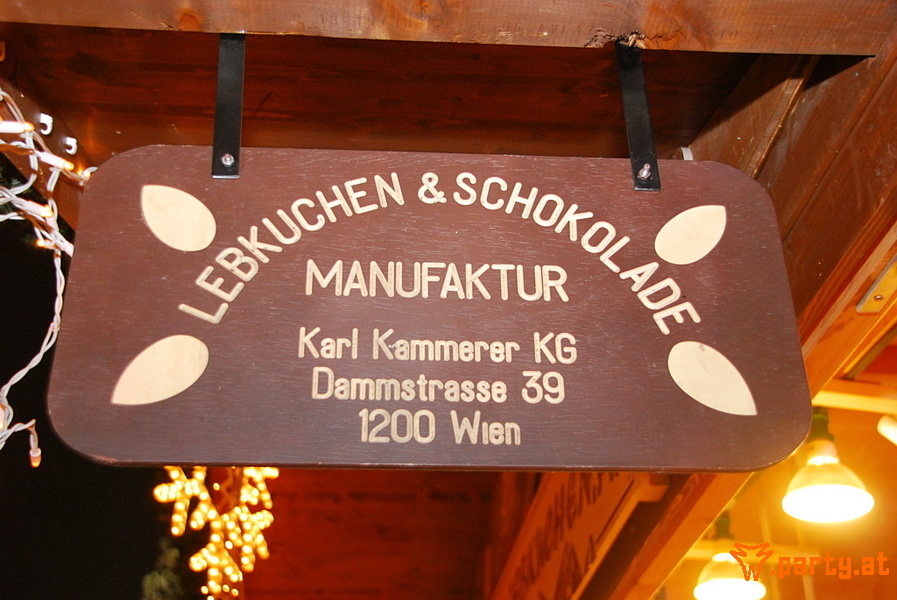 LEBKUCHEN & SCHOKOLADE
MANUFAKTUR
Karl Kammerer KG
Dammstrasse 39
1200 Wien
party.at